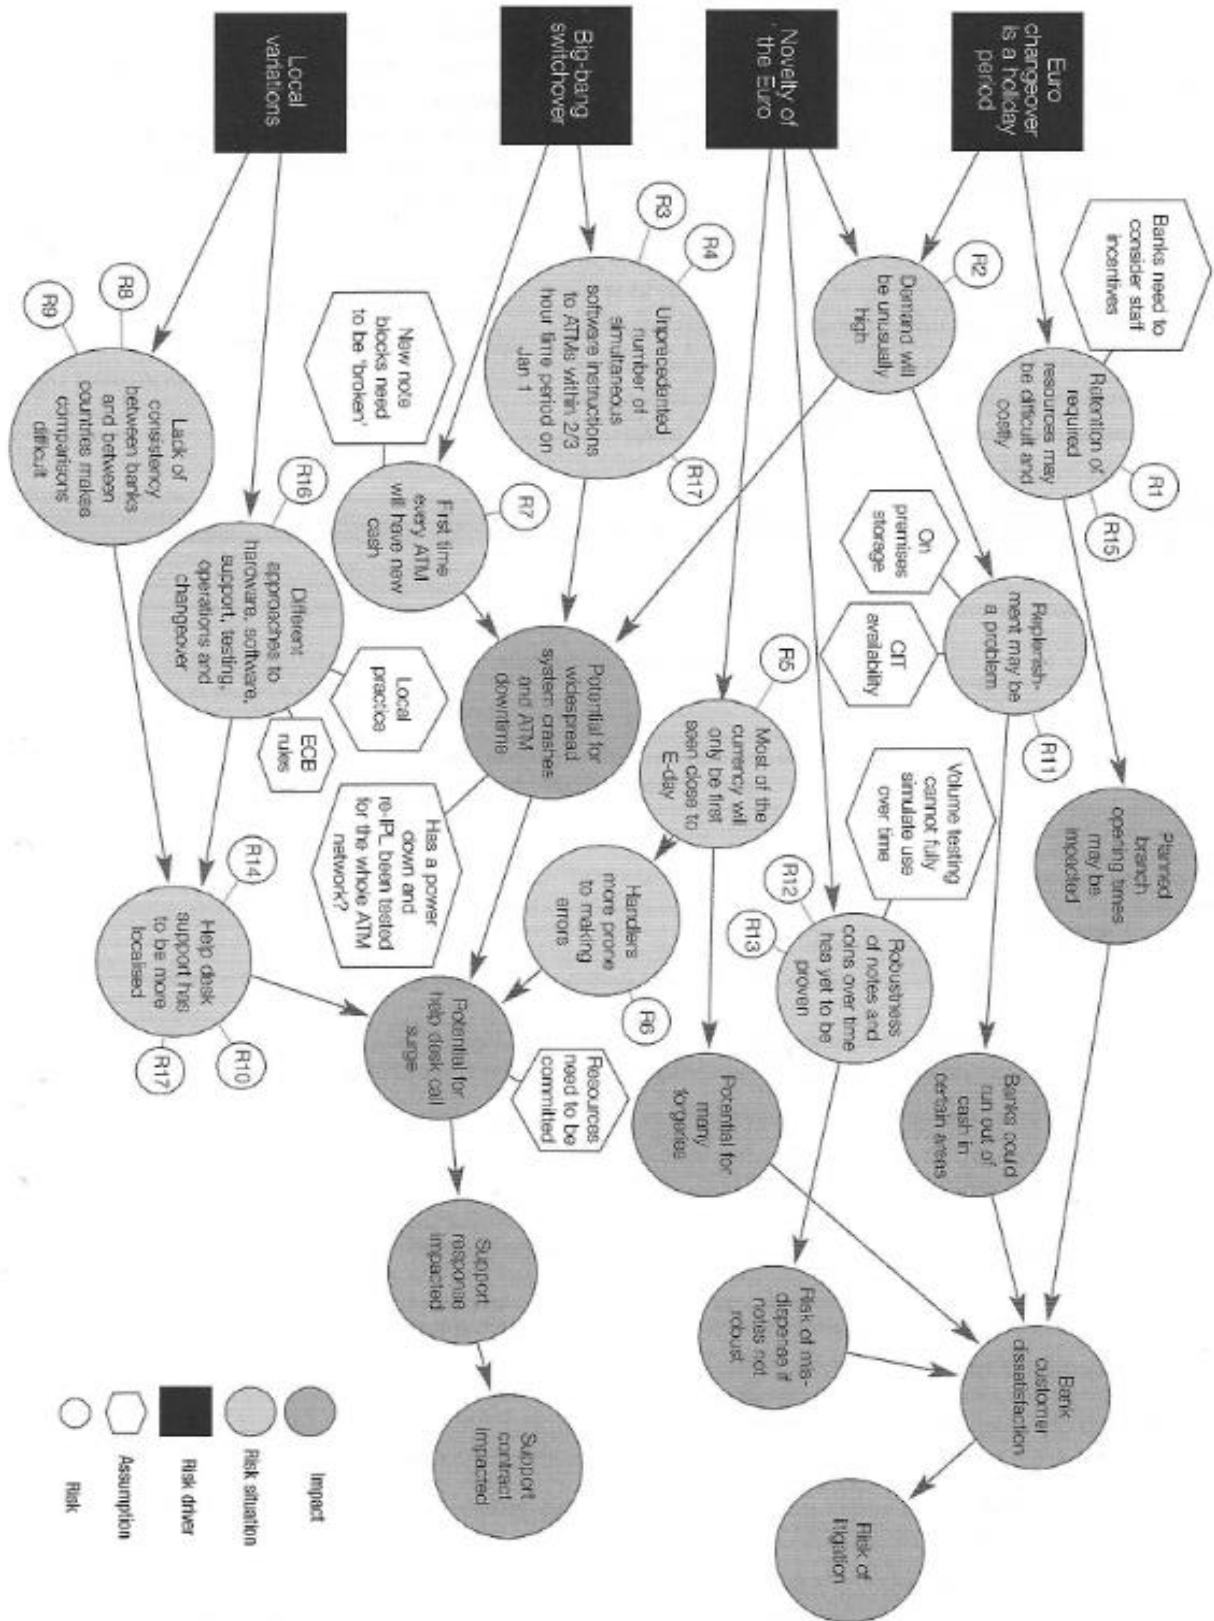 Euro
changeover
is a holiday
period
Novelty of
the Euro
Big-bang
switchover
Local
variations
Banks need to
consider staff
incentives
R2
R4
R3
R8
R9
Retention of
required
resources may
be difficult and
costly
R1
R15
Demand will
be unusually
high
Unprecedented
number of
simultaneous
software instructions
to ATMs within 2/3
hour time period on
Jan 1
R17
New note
blocks need
to be 'broken'
First time
every ATM
will have new
cash
R7
Lack of
consistency
between banks
and between
countries makes
comparisons
difficult
R16
Different
approaches to
hardware, software,
support, testing,
operations and
changeover
On
premises
storage
CIT
availability
Replenish-
ment may be
a problem
R11
Potential for
widespread
system crashes
and ATM
downtime
Local
practice
ECB
rules
R5
Most of the
currency will
only be first
seen close to
E-day
Volume testing
cannot fully
simulate use
over time
Planned
branch
opening times
may be
impacted
Has a power
down and
re-IPL been tested
for the whole ATM
network?
R14
R12
R13
Handlers
more prone
to making
errors
R6
Robustness
of notes and
coins over time
has yet to be
proven
Help desk
support has
to be more
localised
R10
R17
Potential for
help desk call
surge
Resources
need to be
committed
Potential for
many
forgeries
Banks could
run out of
cash in
certain areas
Support
response
impacted
Risk of mis-
dispense if
notes not
robust
Bank
customer
dissatisfaction
Support
contract
impacted
Risk of
litigation
Impact
Risk situation
Risk driver
Assumption
Risk